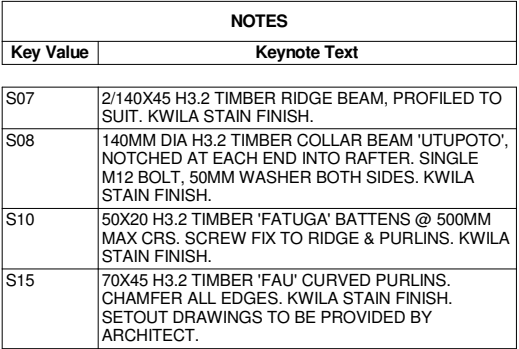 NOTES
Key Value Keynote Text
S07 2/140X45 H3.2 TIMBER RIDGE BEAM, PROFILED TO
SUIT. KWILA STAIN FINISH.
S08 140MM DIA H3.2 TIMBER COLLAR BEAM 'UTUPOTO',
NOTCHED AT EACH END INTO RAFTER. SINGLE
M12 BOLT, 50MM WASHER BOTH SIDES. KWILA
STAIN FINISH.
S10 50X20 H3.2 TIMBER 'FATUGA' BATTENS @ 500MM
MAX CRS. SCREW FIX TO RIDGE & PURLINS. KWILA
STAIN FINISH.
S15 70X45 H3.2 TIMBER 'FAU' CURVED PURLINS.
CHAMFER ALL EDGES. KWILA STAIN FINISH.
SETOUT DRAWINGS TO BE PROVIDED BY
ARCHITECT.